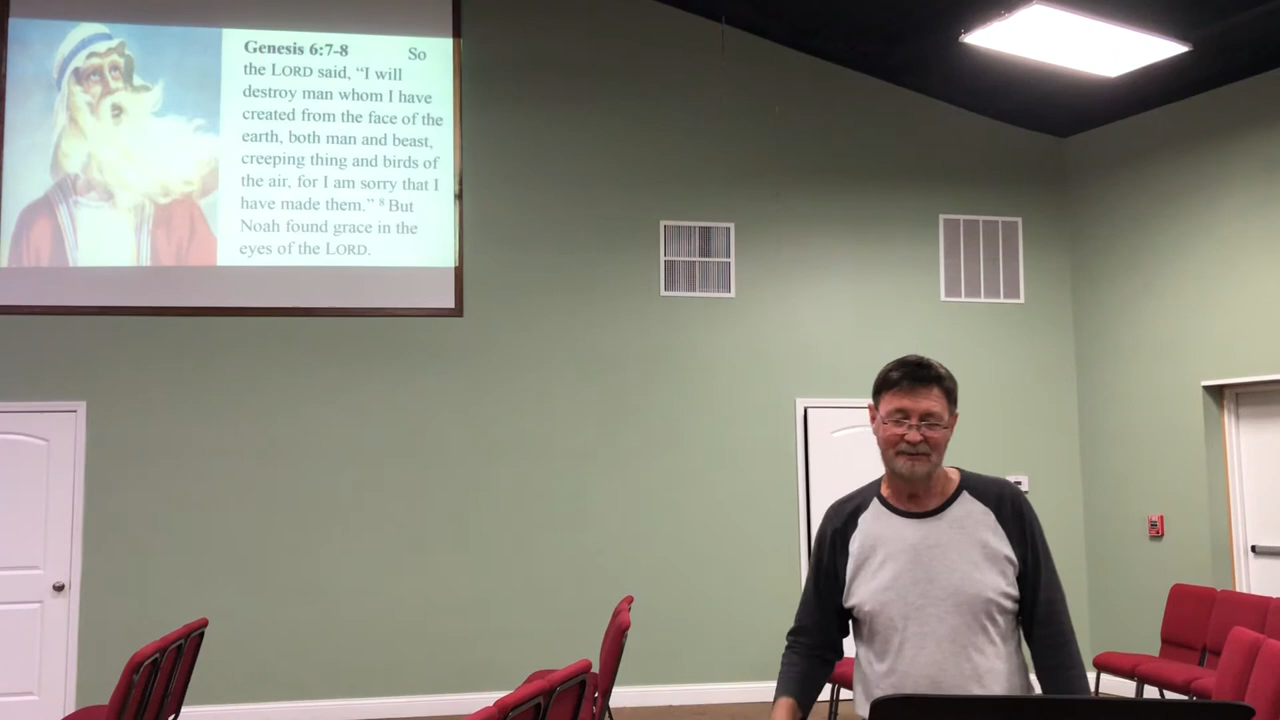 Genesis 6:7-8 So
the LORD said, “I will
destroy man whom I have
created from the face of the
earth, both man and beast,
creeping thing and birds of
the air, for I am sorry that I
have made them.” ⁸ But
Noah found grace in the
eyes of the LORD.